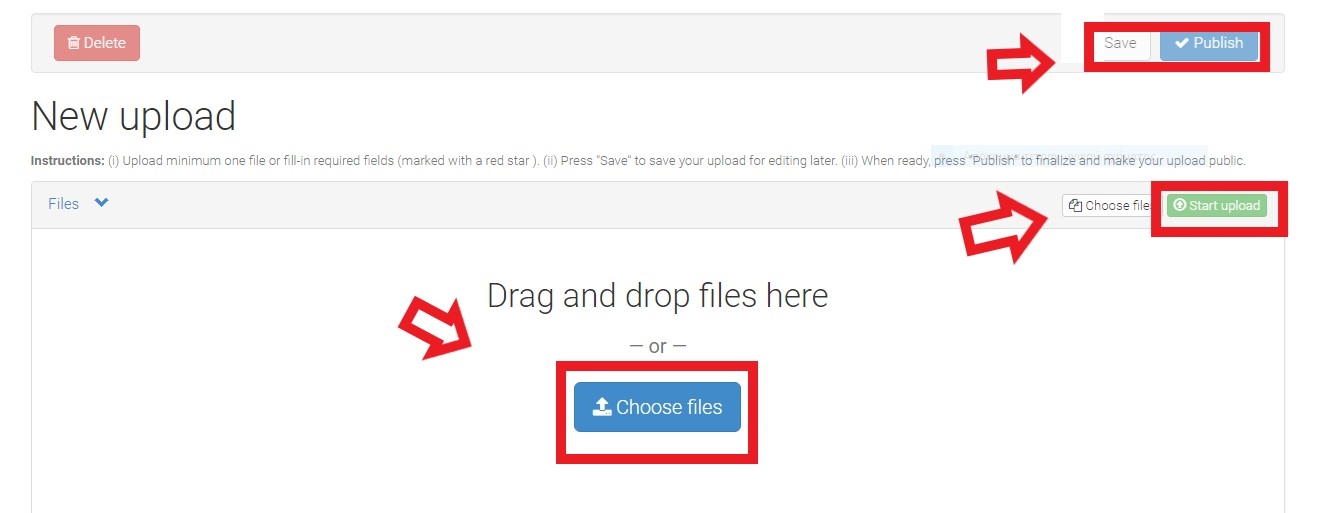 Delete
Save
Publish
New upload
Instructions: (i) Upload minimum one file or fill-in required fields (marked with a red star ). (ii) Press "Save" to save your upload for editing later. (iii) When ready, press "Publish" to finalize and make your upload public.
Files
Choose files
Start upload
Drag and drop files here
— or —
Choose files